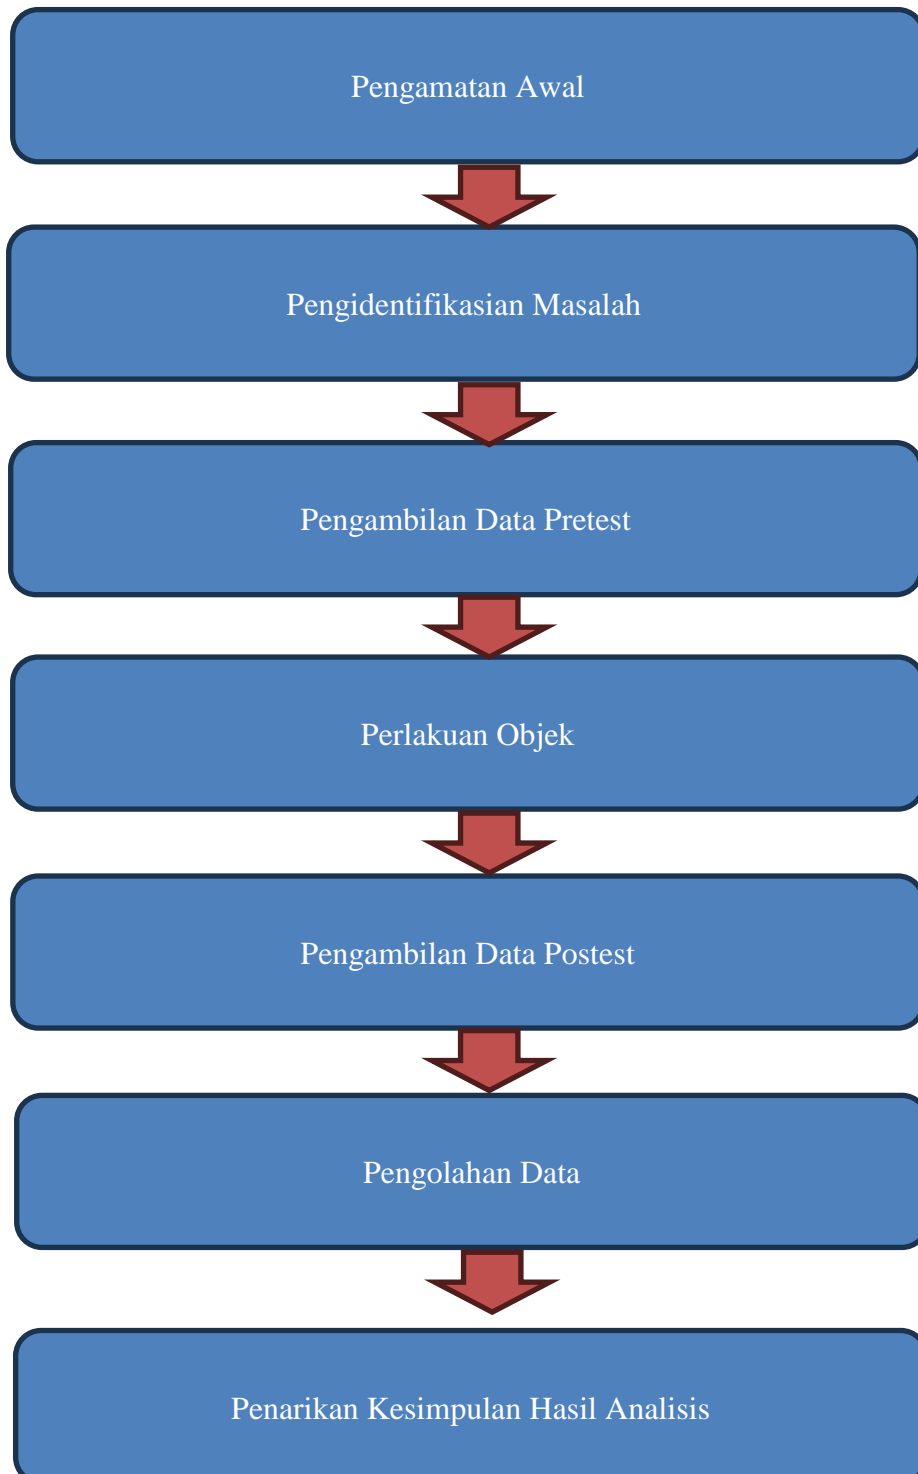 Pengamatan Awal
Pengidentifikasian Masalah
Pengambilan Data Pretest
Perlakuan Objek
Pengambilan Data Postest
Pengolahan Data
Penarikan Kesimpulan Hasil Analisis